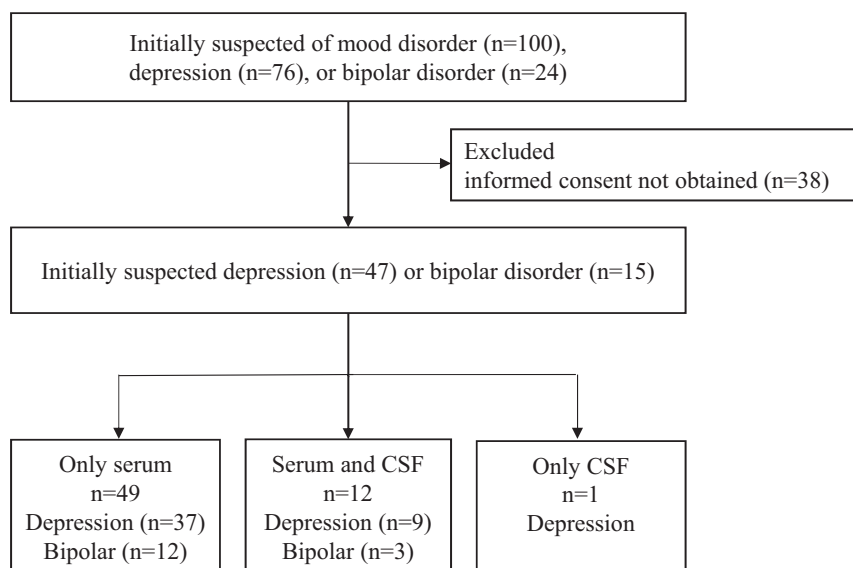 Initially suspected of mood disorder (n=100),
depression (n=76), or bipolar disorder (n=24)
Excluded
informed consent not obtained (n=38)
Initially suspected depression (n=47) or bipolar disorder (n=15)
Only serum
n=49
Depression (n=37)
Bipolar (n=12)
Serum and CSF
n=12
Depression (n=9)
Bipolar (n=3)
Only CSF
n=1
Depression